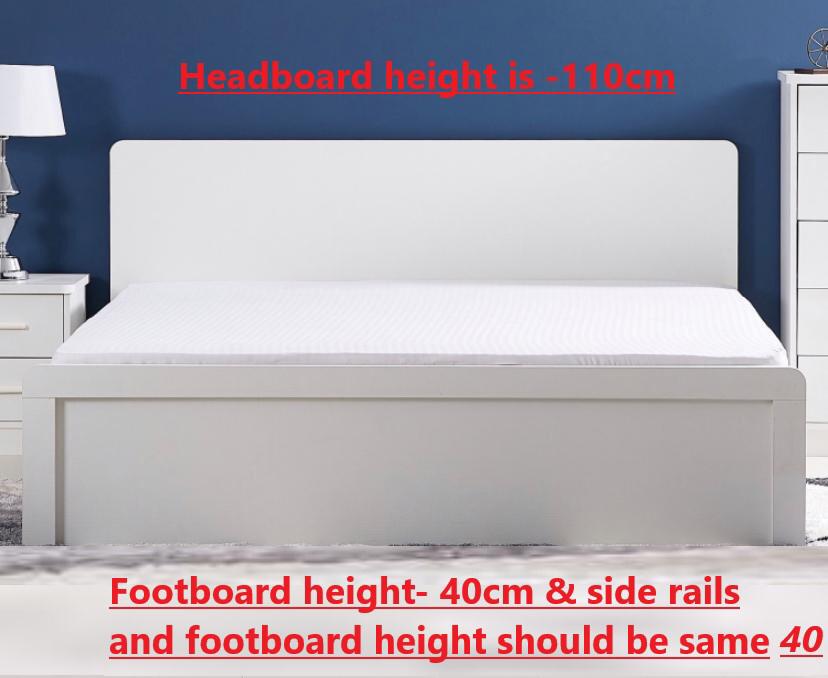 Headboard height is -110cm
Footboard height- 40cm & side rails
and footboard height should be same 40